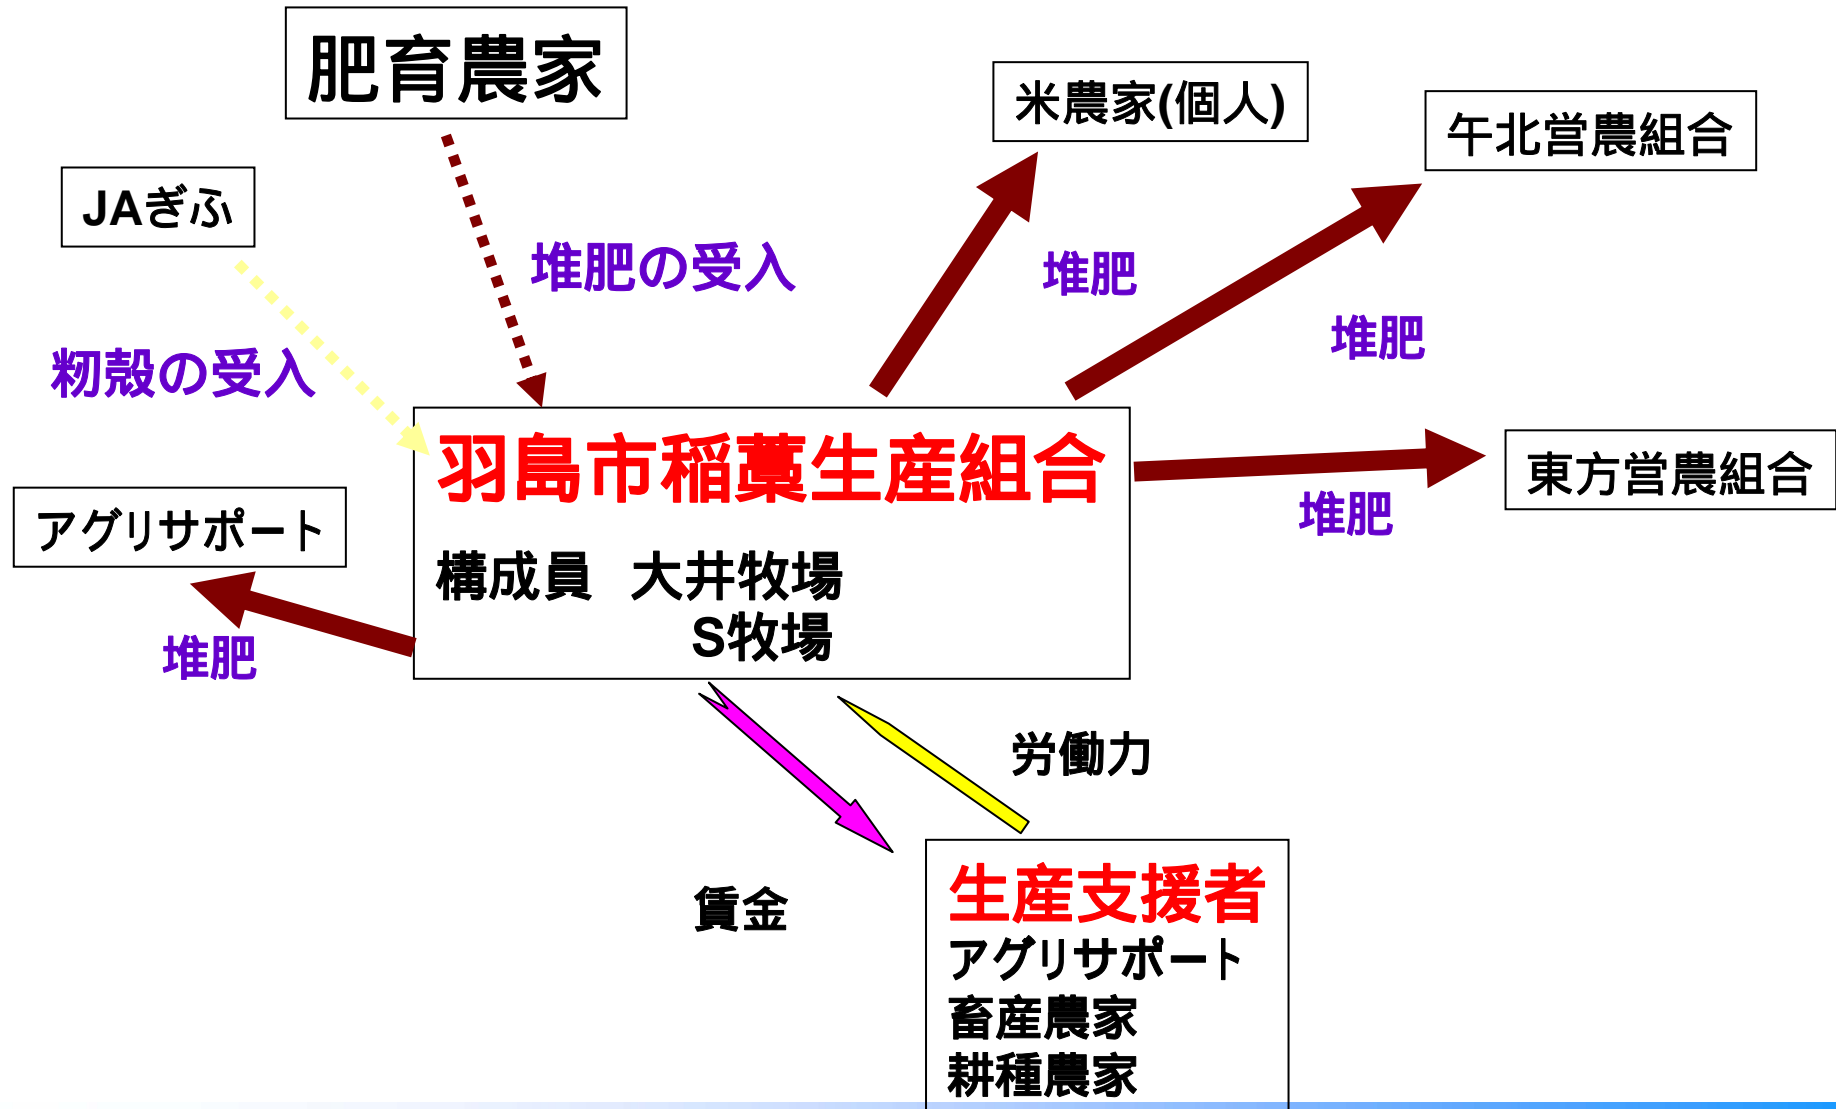 肥育農家
米農家(個人)
午北営農組合
JAぎふ
堆肥の受入
堆肥
堆肥
籾殻の受入
羽島市稲藁生産組合
東方営農組合
堆肥
アグリサポート
構成員 大井牧場
S牧場
堆肥
労働力
賃金
生産支援者
アグリサポート
畜産農家
耕種農家